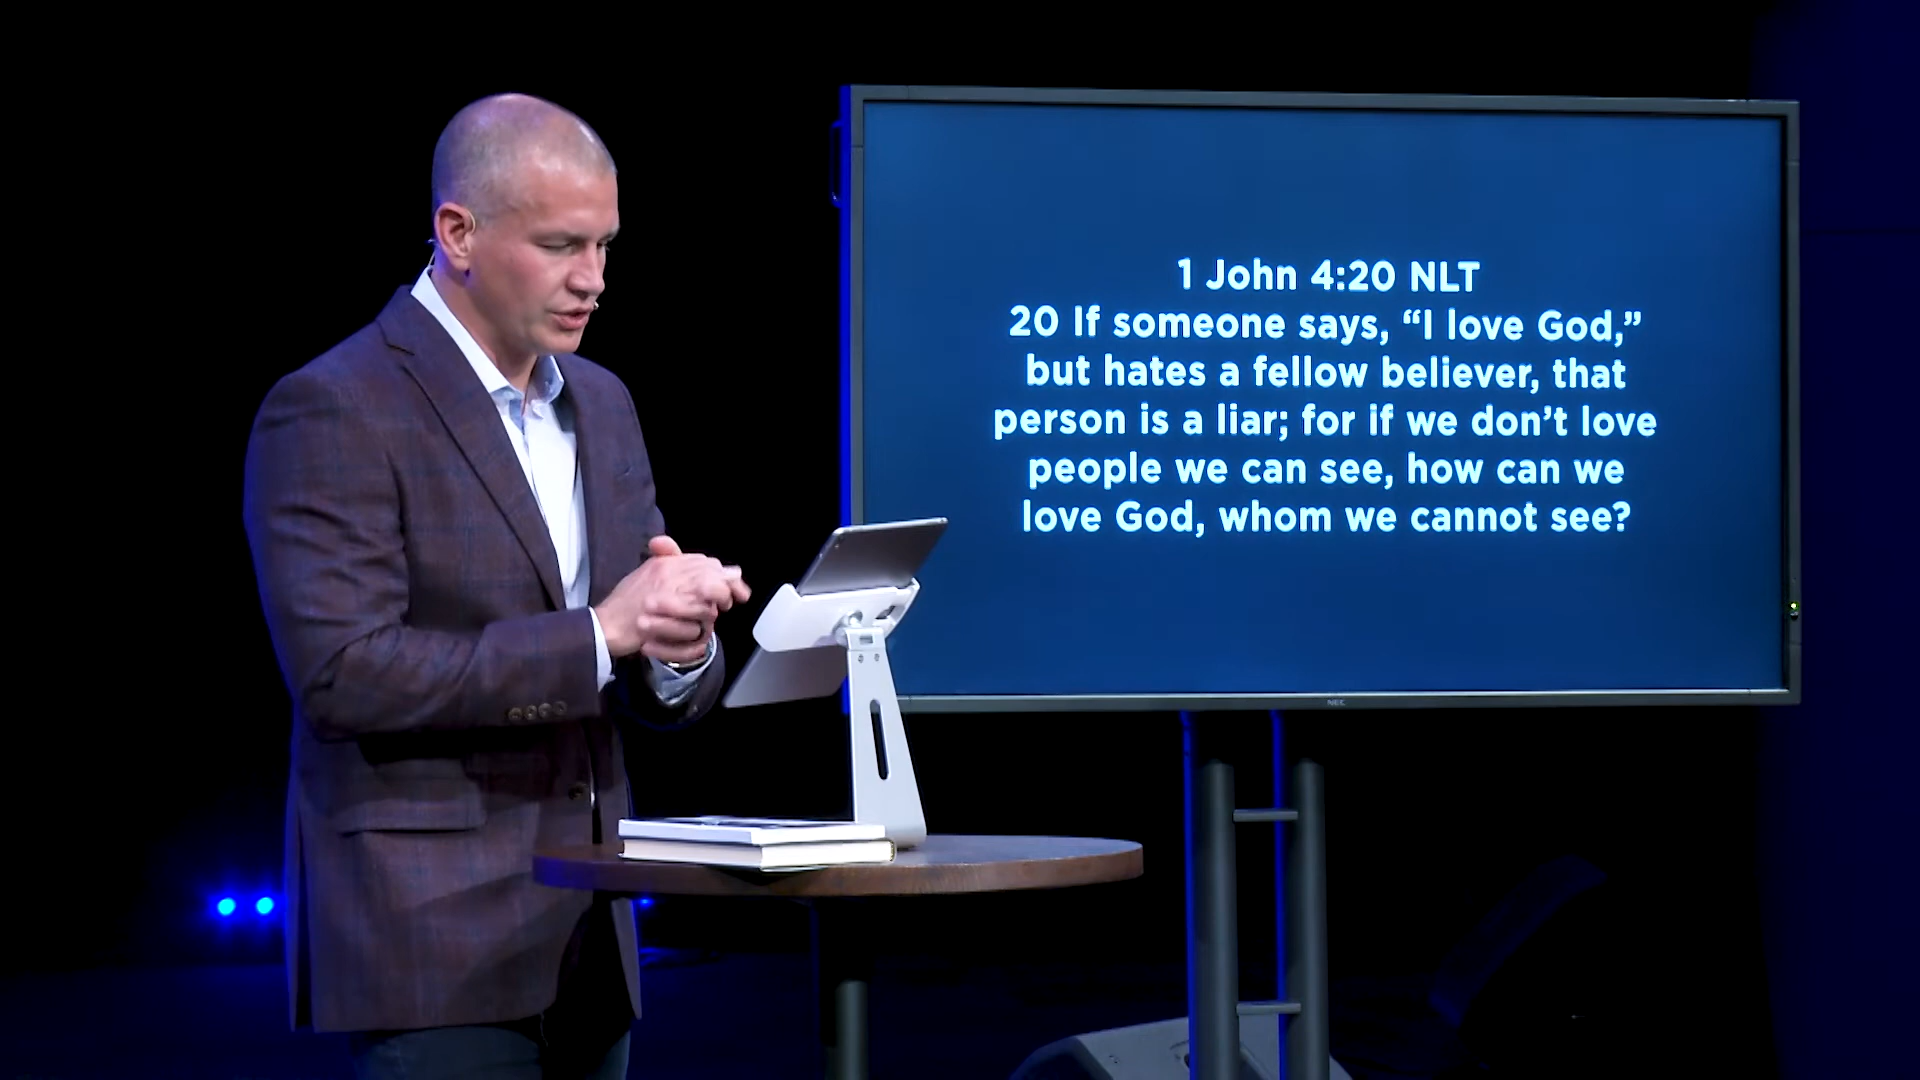 1 John 4:20 NLT
20 If someone says, “I love God,”
but hates a fellow believer, that
person is a liar; for if we don’t love
people we can see, how can we
love God, whom we cannot see?
NEC